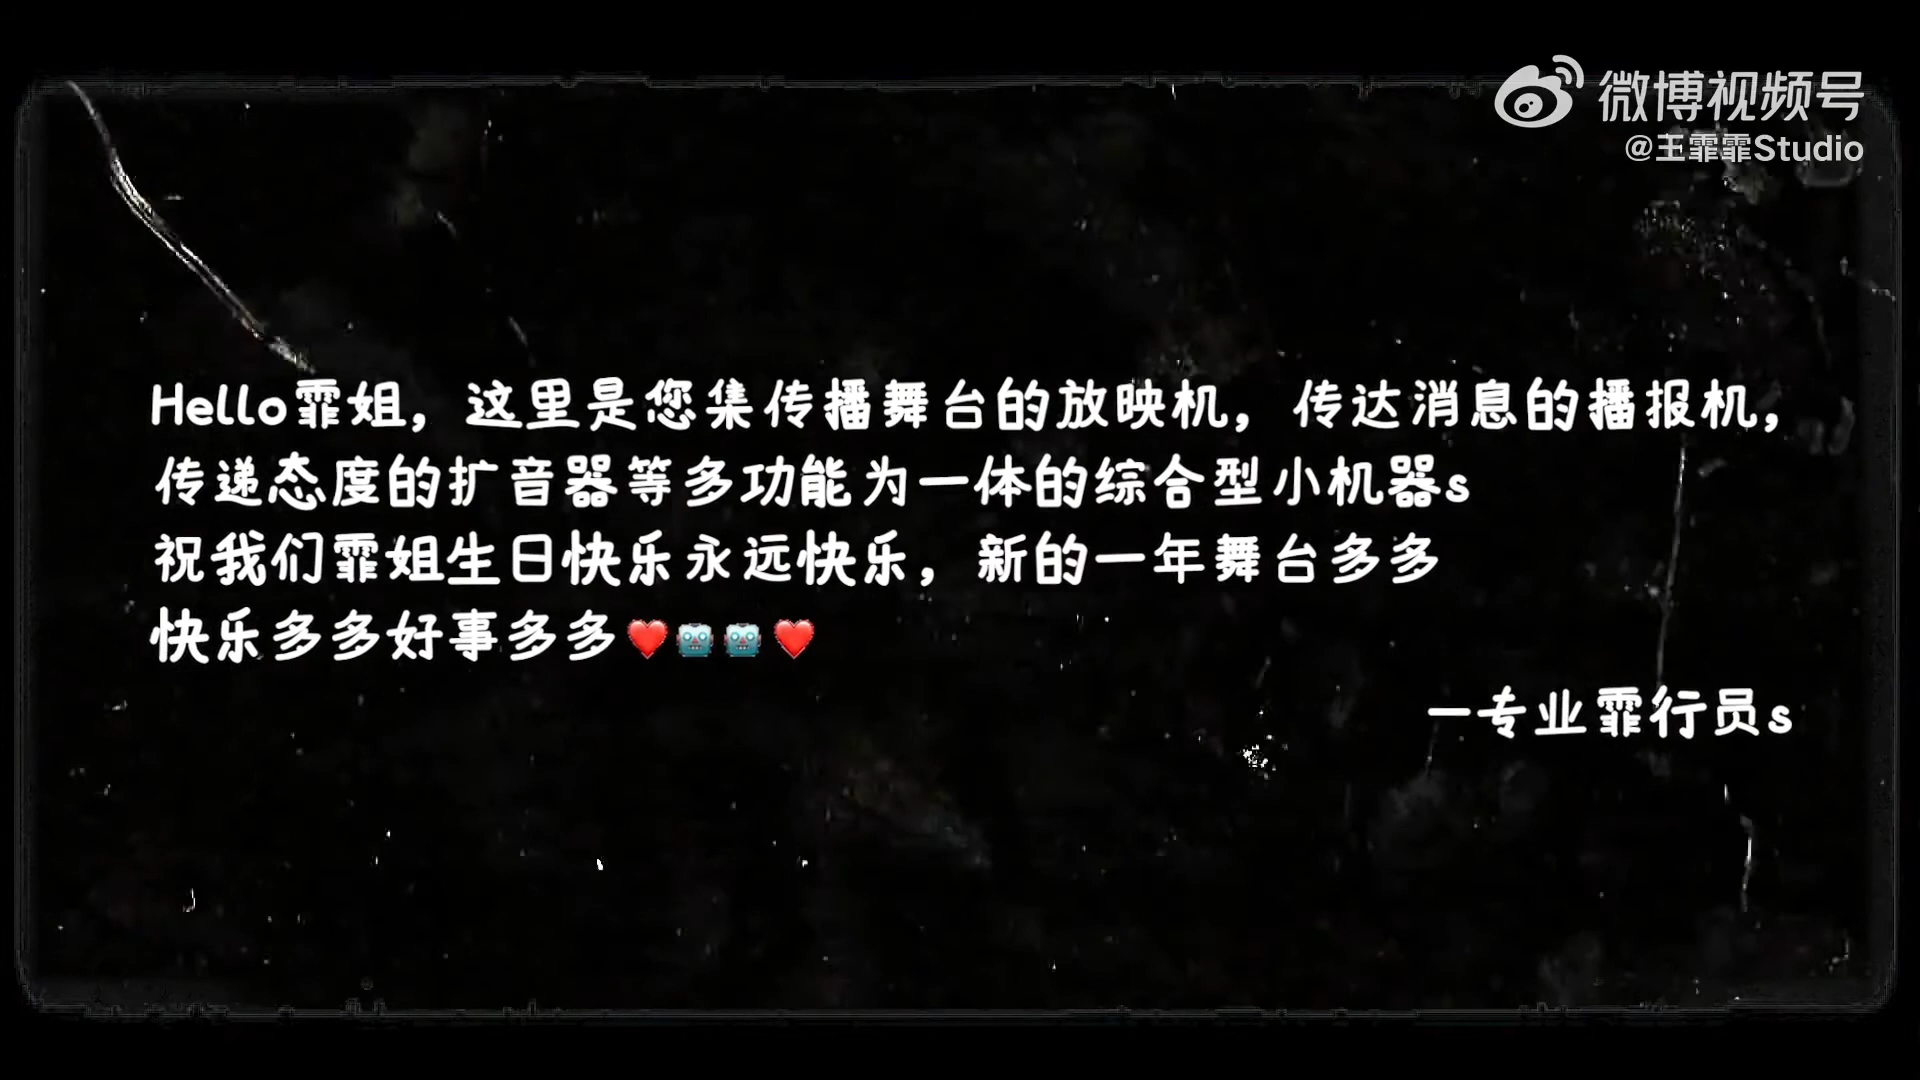 微博视频号
@王霏霏Studio
Hello霏姐，这里是您集传播舞台的放映机，传达消息的播报机，
传递态度的扩音器等多功能为一体的综合型小机器s
祝我们霏姐生日快乐永远快乐，新的一年舞台多多
快乐多多好事多多❤️🤖🤖❤️
—专业霏行员s